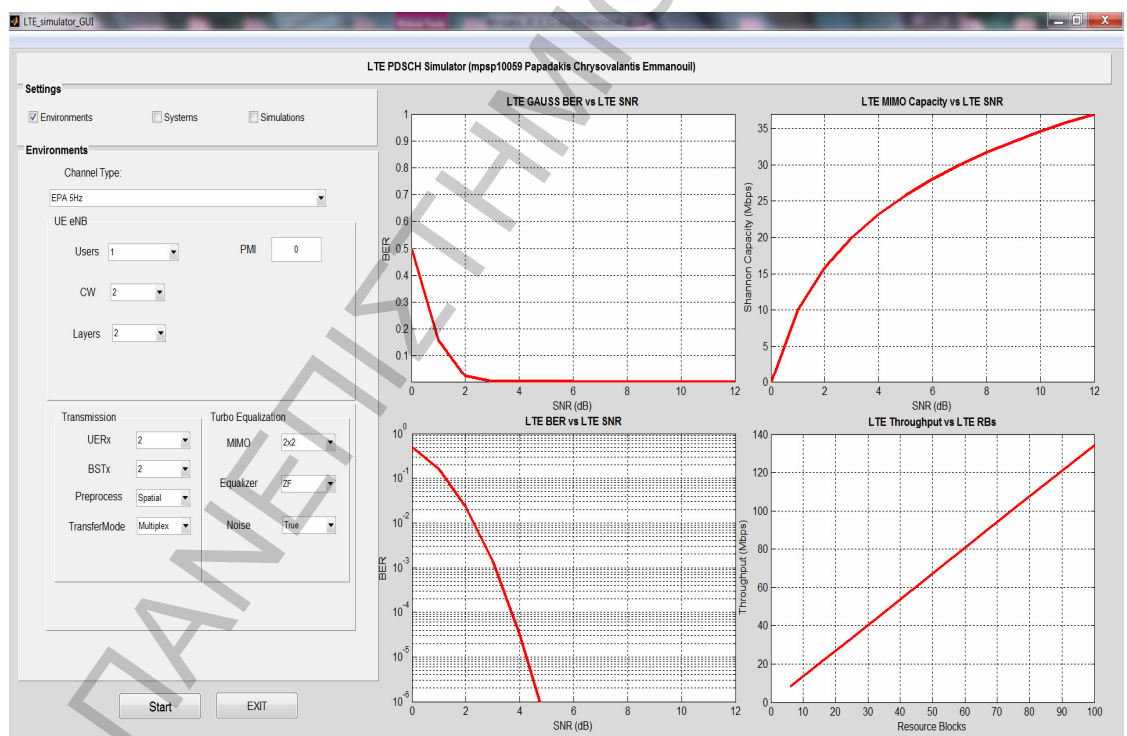 LTE_simulator_GUI
LTE PDSCH Simulator (mpsp10059 Papadakis Chrysovalantis Emmanouil)
Settings
Environments
Systems
Simulations
Environments
Channel Type:
EPA 5Hz
UE eNB
Users 1
PMI 0
CW 2
Layers 2
Transmission
UERx 2
BSTx 2
Preprocess Spatial
TransferMode Multiplex
Turbo Equalization
MIMO 2x2
Equalizer ZF
Noise True
Start
EXIT
LTE GAUSS BER vs LTE SNR
BER
1
0.9
0.8
0.7
0.6
0.5
0.4
0.3
0.2
0.1
0 2 4 6 8 10 12
SNR (dB)
LTE MIMO Capacity vs LTE SNR
Shannon Capacity (Mbps)
35
30
25
20
15
10
5
0
0 2 4 6 8 10 12
SNR (dB)
LTE BER vs LTE SNR
BER
10^0
10^-1
10^-2
10^-3
10^-4
10^-5
10^-6
0 2 4 6 8 10 12
SNR (dB)
LTE Throughput vs LTE RBs
Throughput (Mbps)
140
120
100
80
60
40
20
0
0 10 20 30 40 50 60 70 80 90 100
Resource Blocks